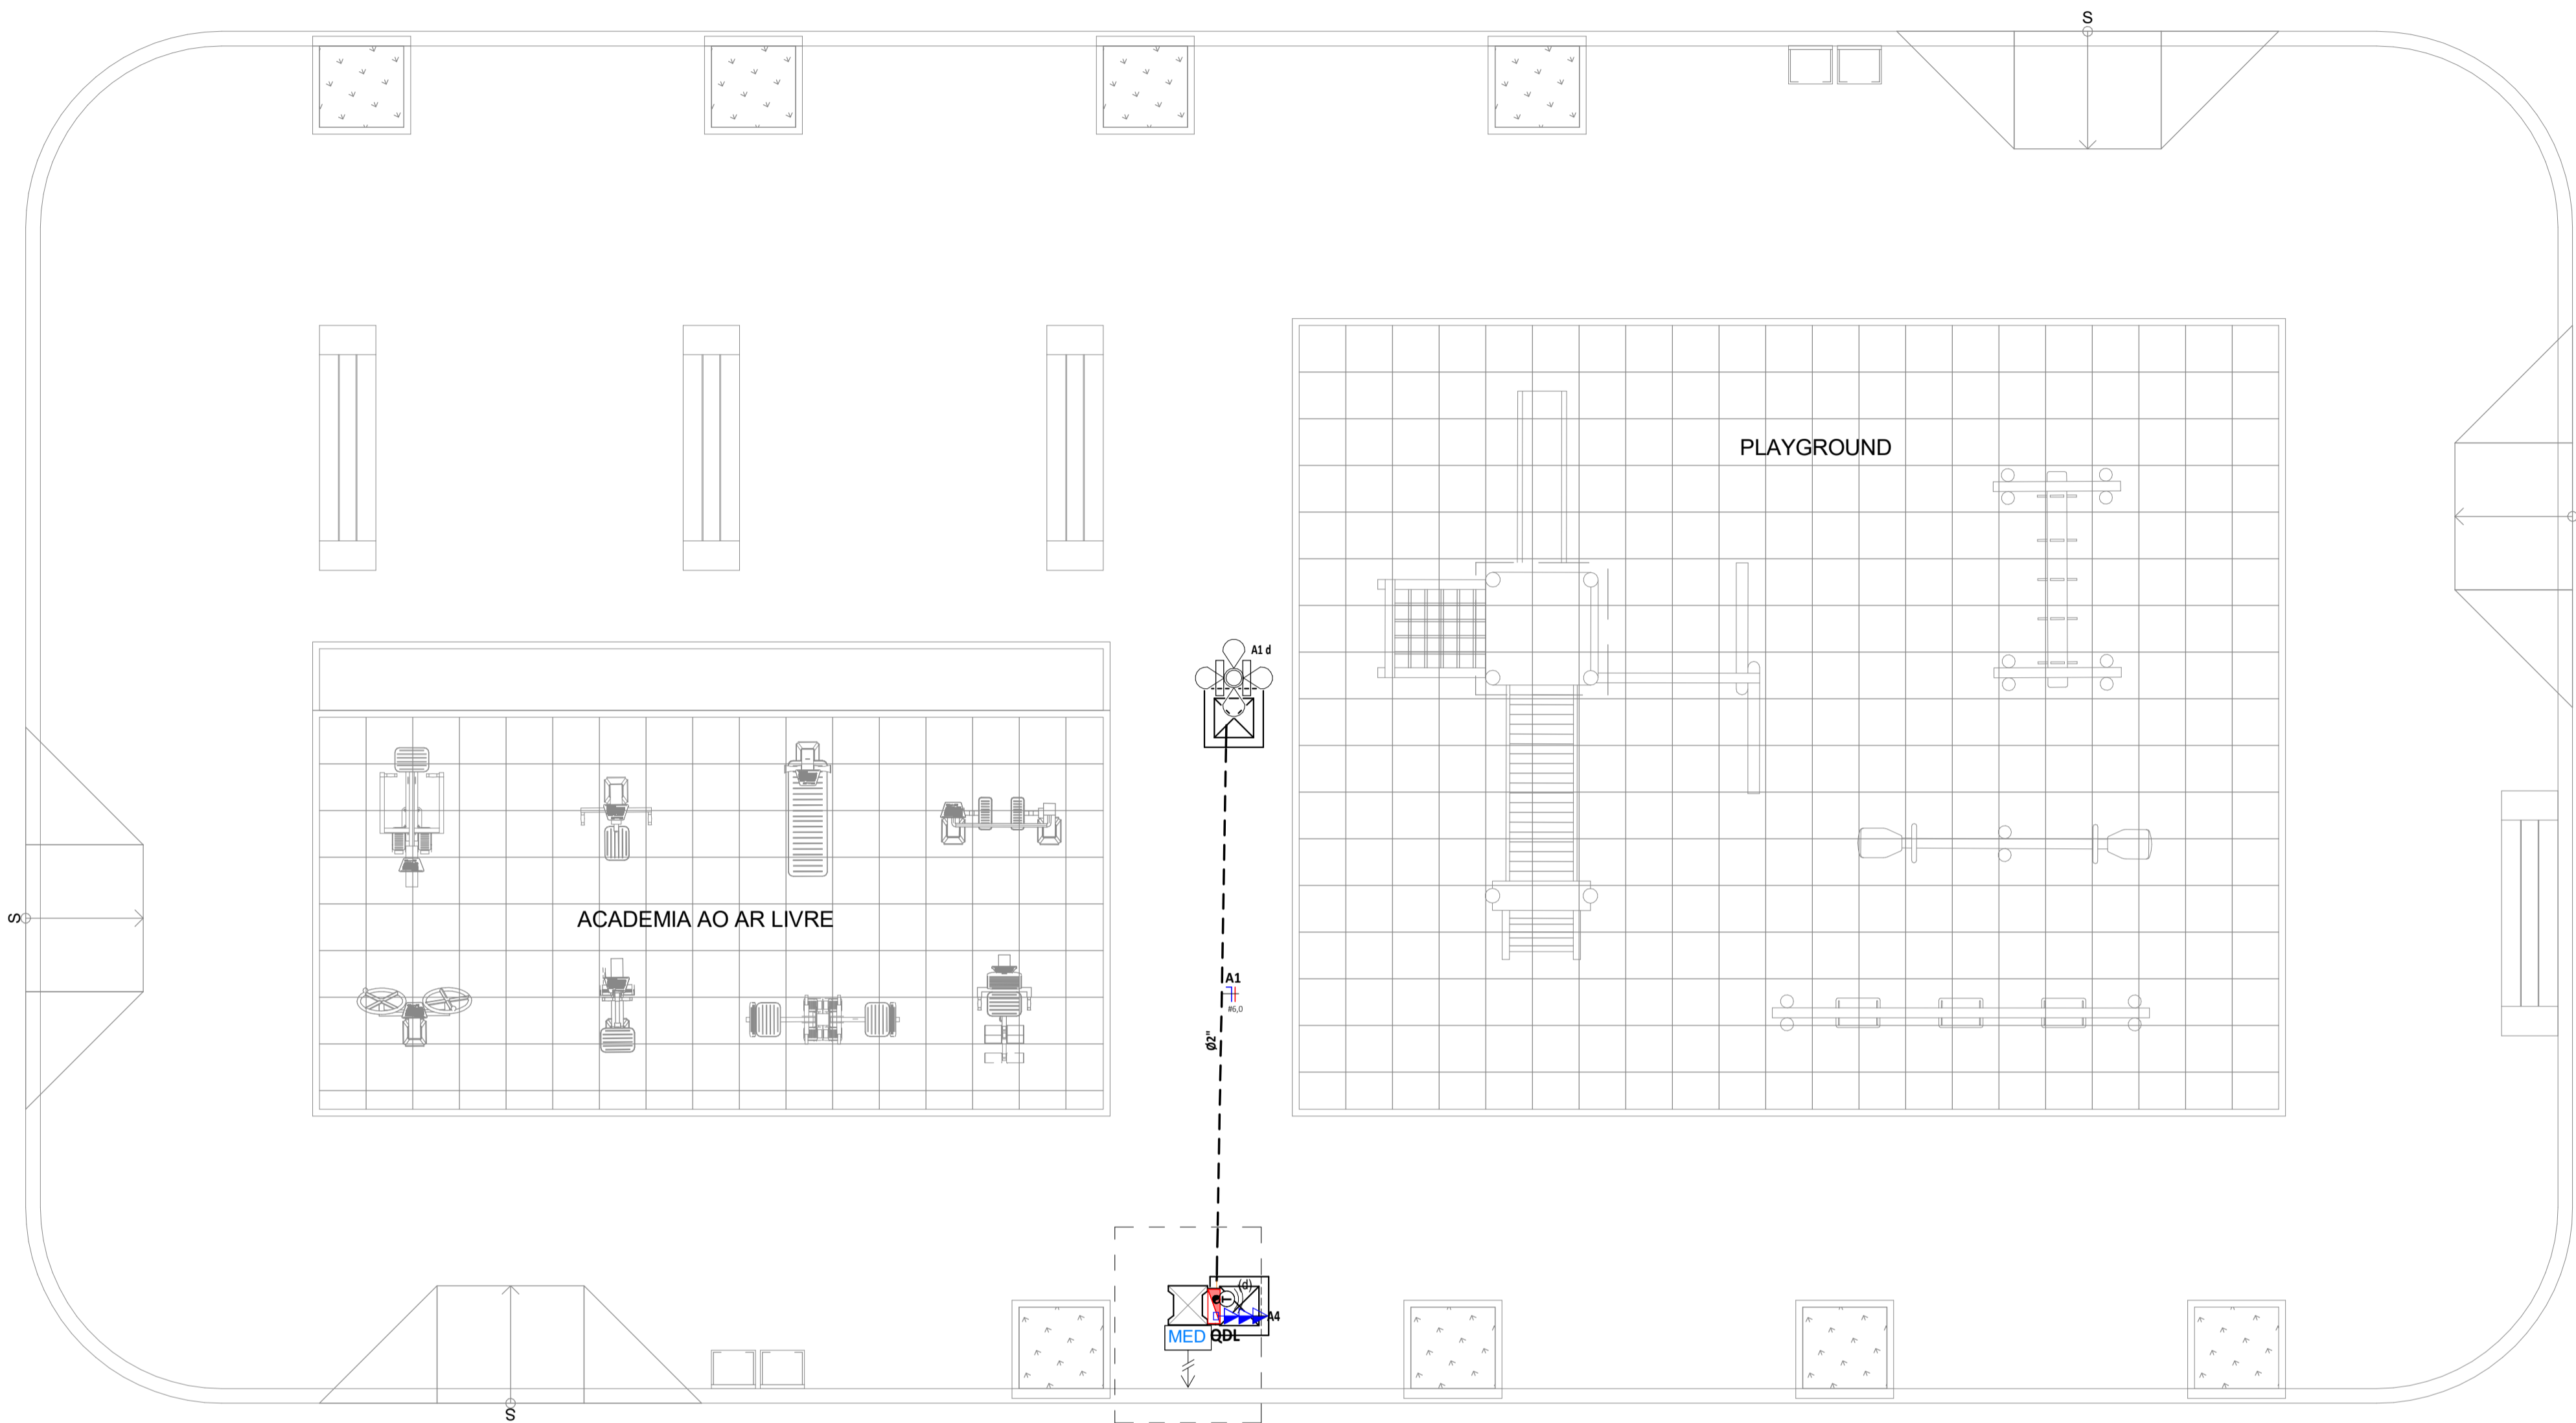 S
PLAYGROUND
A1 d
ACADEMIA AO AR LIVRE
S
A1
#6,0
Ø2"
(d)
A4
MED
QDL
S